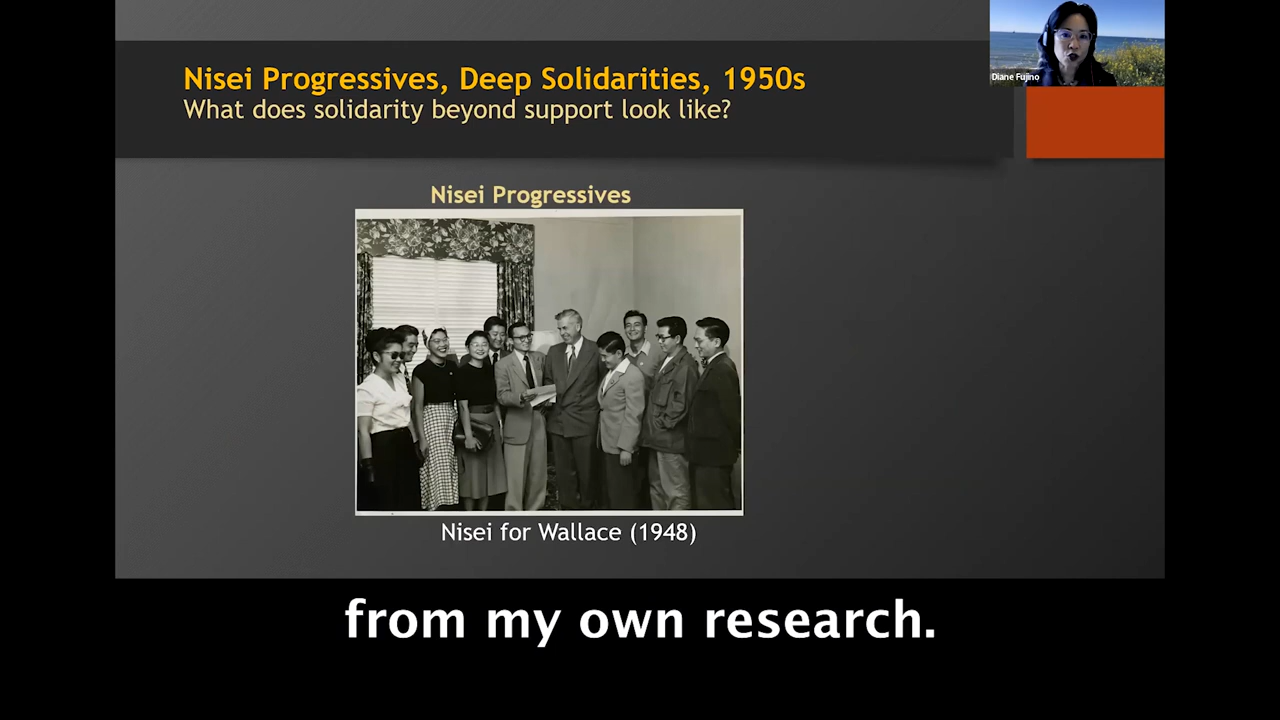 Nisei Progressives, Deep Solidarities, 1950s
What does solidarity beyond support look like?
Diane Fujino
Nisei Progressives
Nisei for Wallace (1948)
from my own research.